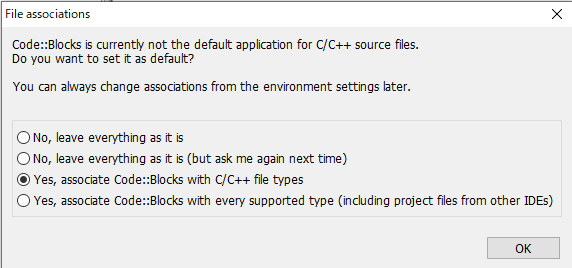 File associations
Code::Blocks is currently not the default application for C/C++ source files.
Do you want to set it as default?
You can always change associations from the environment settings later.
No, leave everything as it is
No, leave everything as it is (but ask me again next time)
Yes, associate Code::Blocks with C/C++ file types
Yes, associate Code::Blocks with every supported type (including project files from other IDEs)
OK